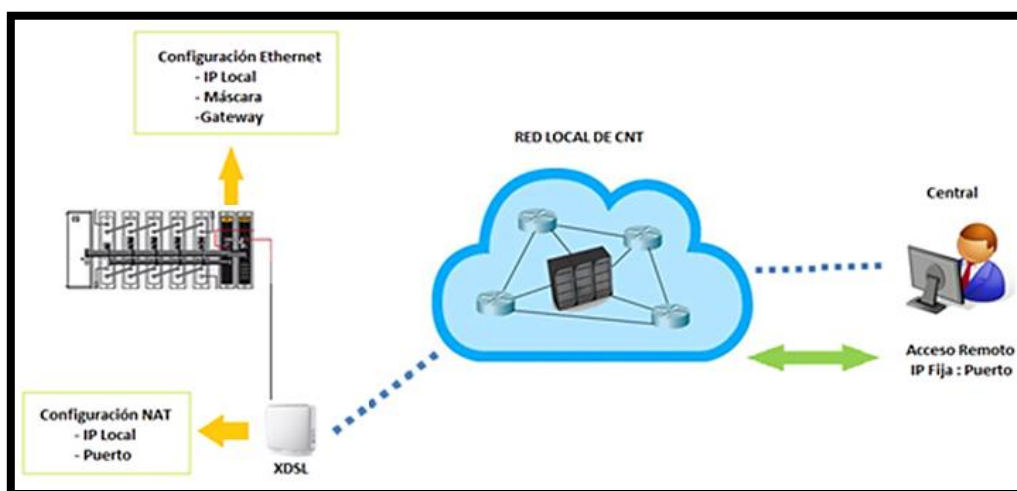 Configuración Ethernet
- IP Local
- Máscara
-Gateway
RED LOCAL DE CNT
Central
Acceso Remoto
IP Fija : Puerto
Configuración NAT
- IP Local
- Puerto
XDSL